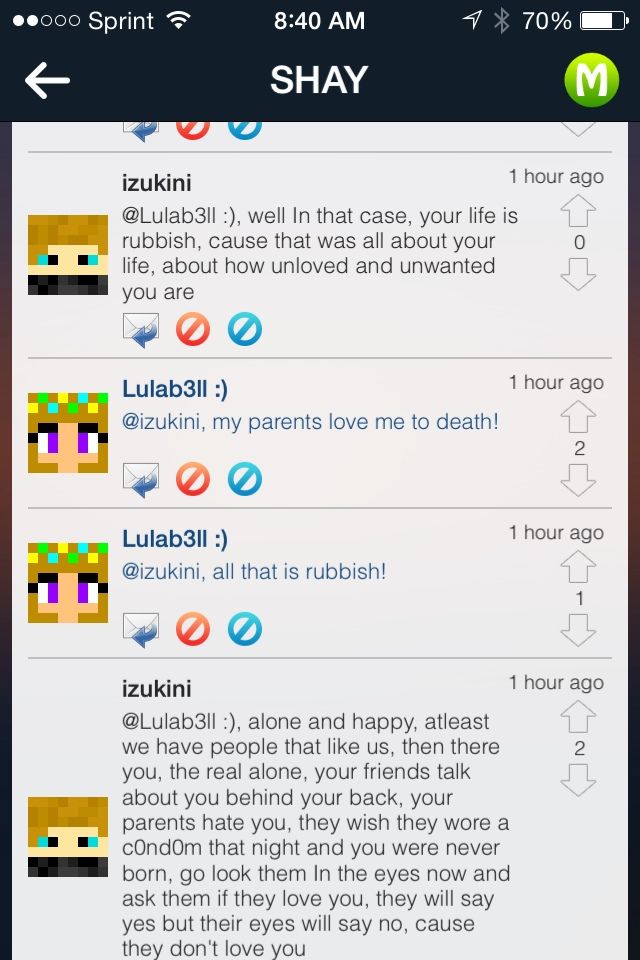 Sprint 8:40 AM 70%
SHAY M
izukini 1 hour ago
@Lulab3ll :), well In that case, your life is
rubbish, cause that was all about your
life, about how unloved and unwanted
you are
0
Lulab3ll :) 1 hour ago
@izukini, my parents love me to death!
2
Lulab3ll :) 1 hour ago
@izukini, all that is rubbish!
1
izukini 1 hour ago
@Lulab3ll :), alone and happy, atleast
we have people that like us, then there
you, the real alone, your friends talk
about you behind your back, your
parents hate you, they wish they wore a
c0nd0m that night and you were never
born, go look them In the eyes now and
ask them if they love you, they will say
yes but their eyes will say no, cause
they don't love you
2